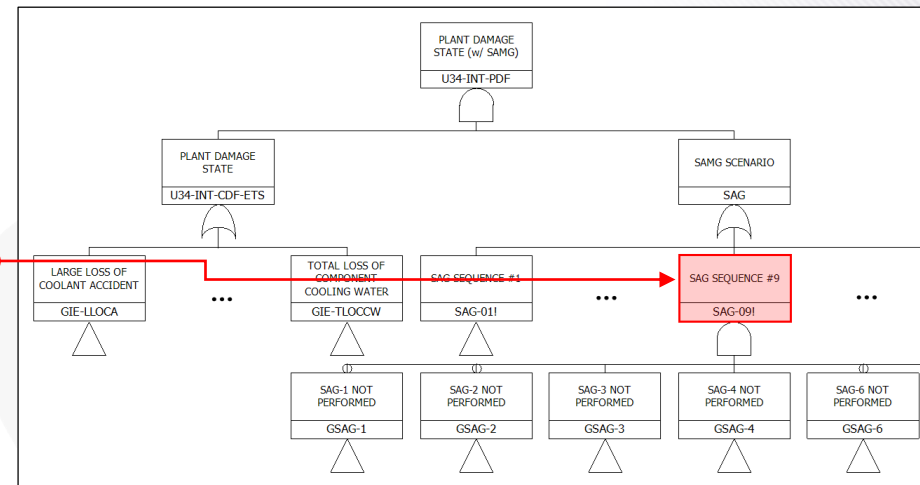 PLANT DAMAGE
STATE (w/ SAMG)
U34-INT-PDF
PLANT DAMAGE
STATE
U34-INT-CDF-ETS
SAMG SCENARIO
SAG
LARGE LOSS OF
COOLANT ACCIDENT
GIE-LLOCA
...
TOTAL LOSS OF
COMPONENT
COOLING WATER
GIE-TLOCCW
SAG SEQUENCE #1
SAG-01!
...
SAG SEQUENCE #9
SAG-09!
...
SAG-1 NOT
PERFORMED
GSAG-1
SAG-2 NOT
PERFORMED
GSAG-2
SAG-3 NOT
PERFORMED
GSAG-3
SAG-4 NOT
PERFORMED
GSAG-4
SAG-6 NOT
PERFORMED
GSAG-6